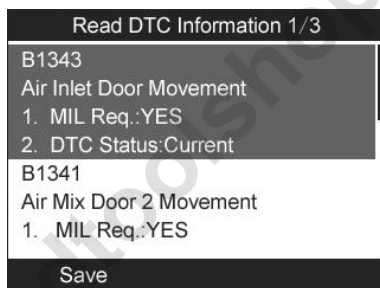 Read DTC Information 1/3
B1343
Air Inlet Door Movement
1. MIL Req.:YES
2. DTC Status:Current
B1341
Air Mix Door 2 Movement
1. MIL Req.:YES
Save